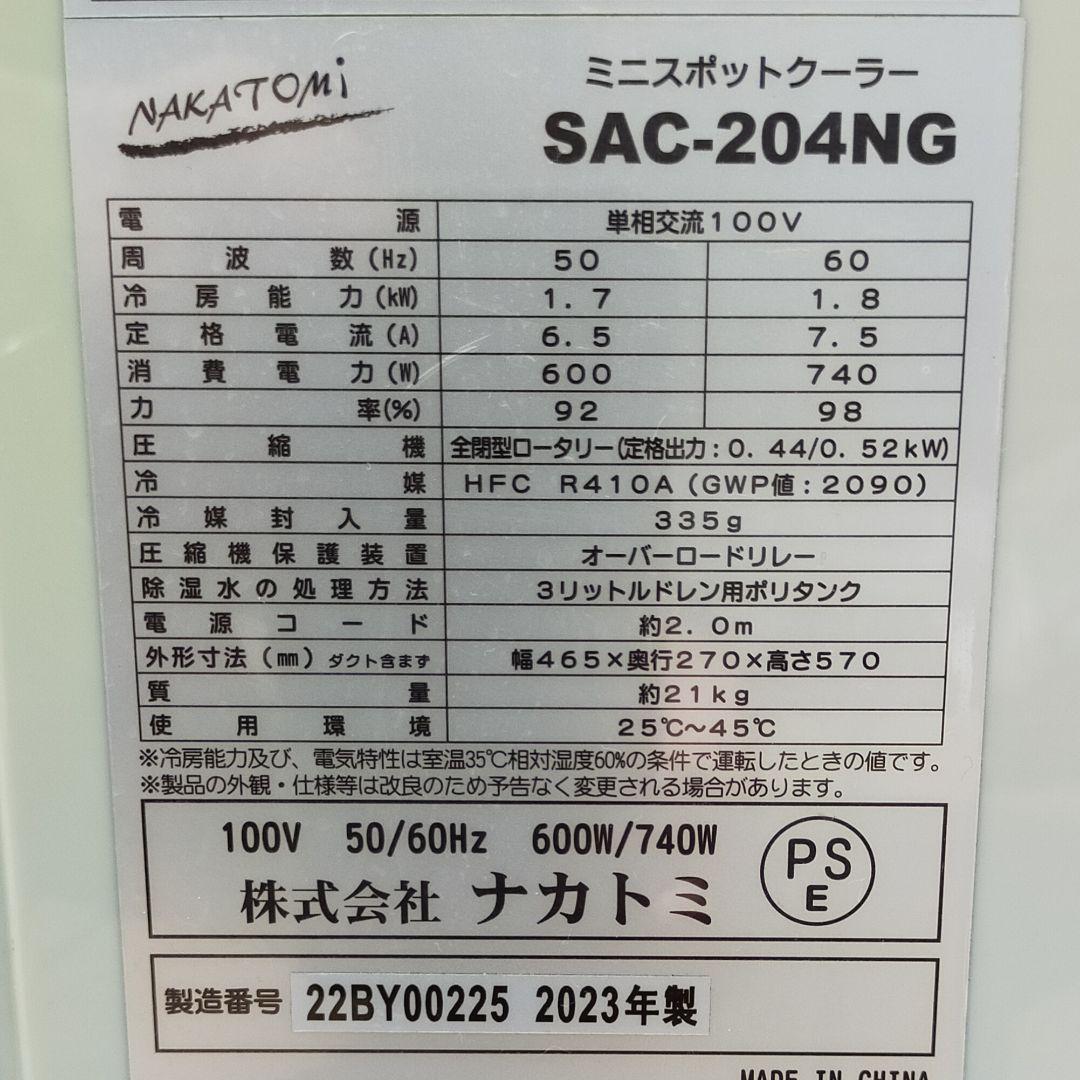 NAKATOMi
ミニスポットクーラー
SAC-204NG
電源 単相交流100V
周波数(Hz) 50 60
冷房能力(kW) 1.7 1.8
定格電流(A) 6.5 7.5
消費電力(W) 600 740
力率(%) 92 98
圧縮機 全閉型ロータリー(定格出力:0.44/0.52kW)
冷媒 HFC R410A(GWP値:2090)
冷媒封入量 335g
圧縮機保護装置 オーバーロードリレー
除湿水の処理方法 3リットルドレン用ポリタンク
電源コード 約2.0m
外形寸法(㎜)ダクト含まず 幅465×奥行270×高さ570
質量 約21kg
使用環境 25℃~45℃
※冷房能力及び、電気特性は室温35℃相対湿度60%の条件で運転したときの値です。
※製品の外観・仕様等は改良のため予告なく変更される場合があります。
100V 50/60Hz 600W/740W
株式会社 ナカトミ
PS
E
製造番号 22BY00225 2023年製
MADE IN CHINA